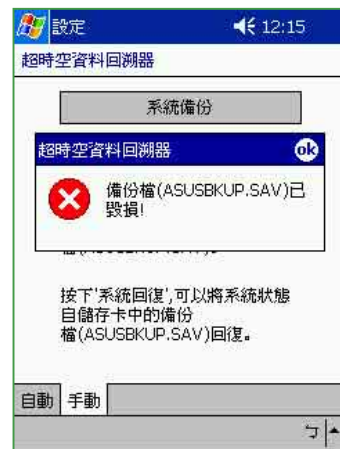 設定 12:15
超時空資料回溯器
系統備份
超時空資料回溯器 ok
備份檔(ASUSBKUP.SAV)已
毀損!
按下'系統回復',可以將系統狀態
自儲存卡中的備份
檔(ASUSBKUP.SAV)回復。
自動 手動
ㄅ